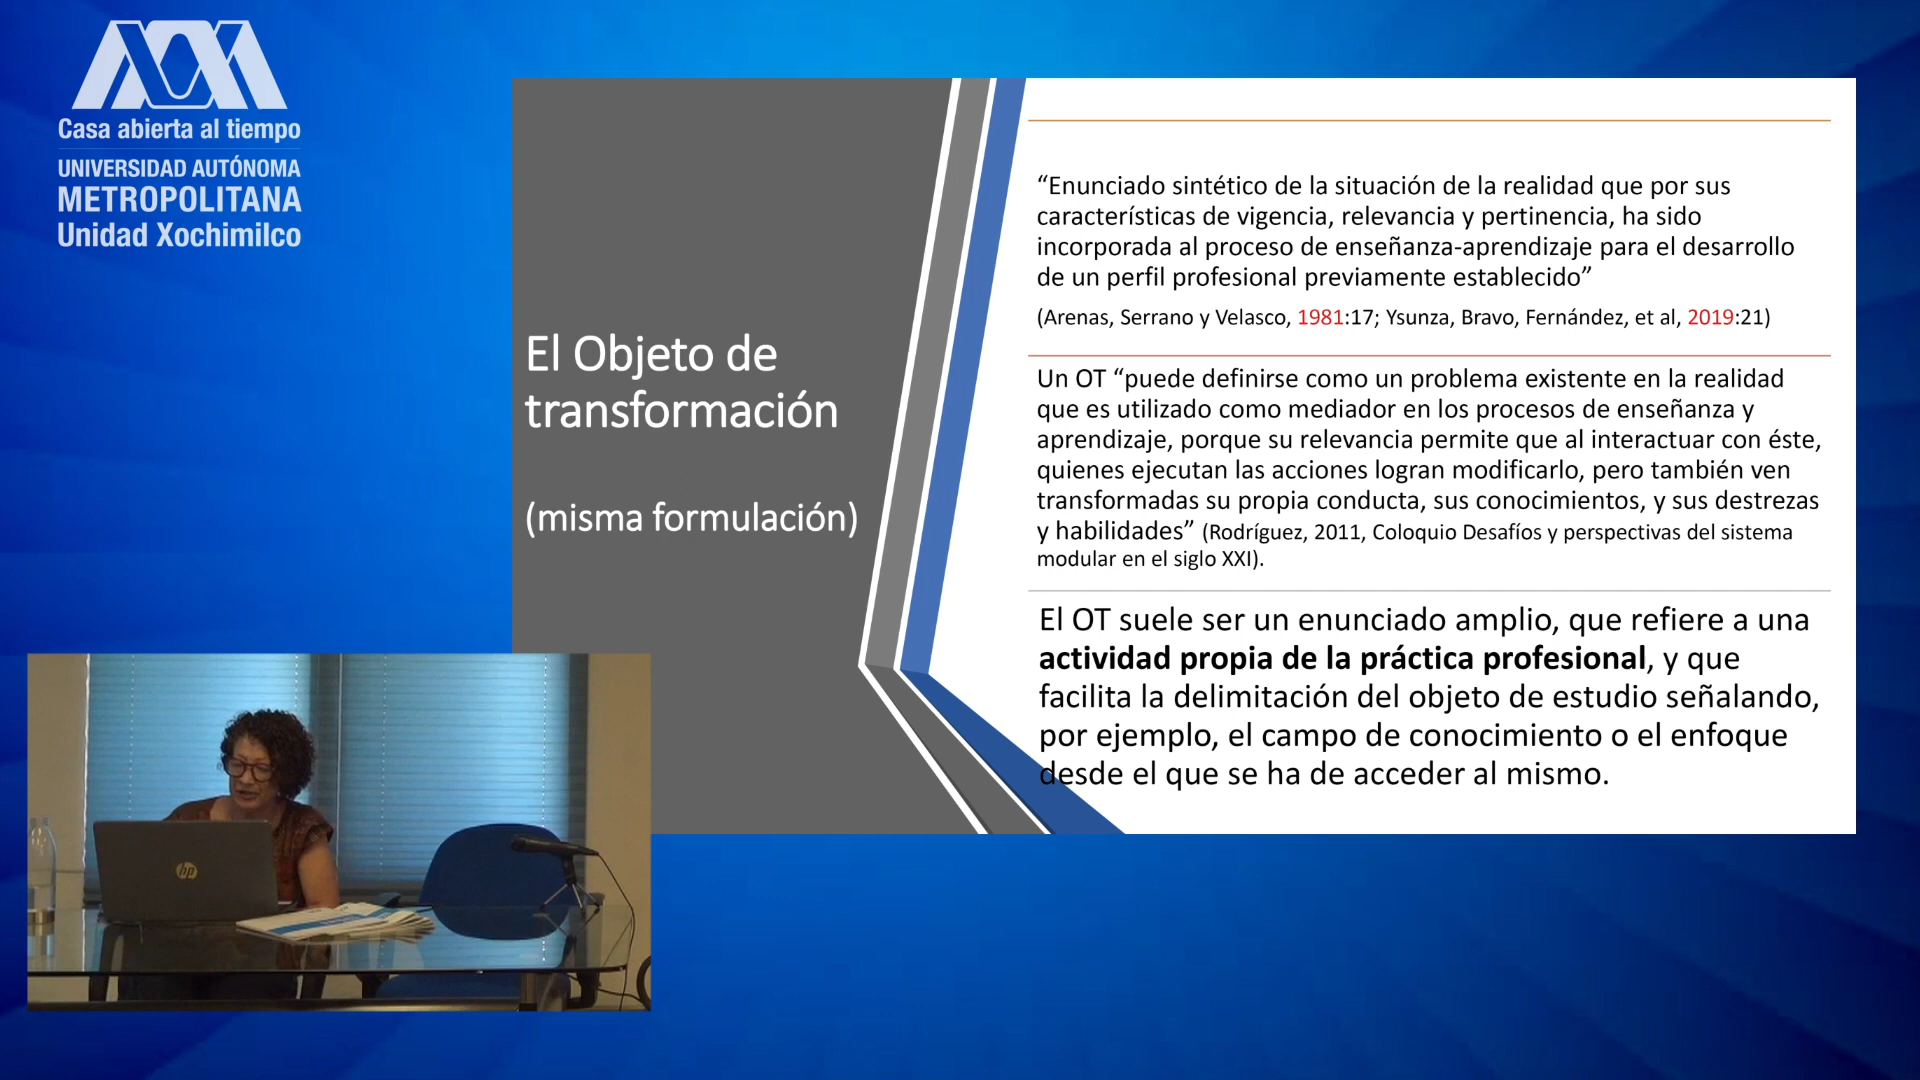 Casa abierta al tiempo
UNIVERSIDAD AUTÓNOMA
METROPOLITANA
Unidad Xochimilco
El Objeto de
transformación
(misma formulación)
“Enunciado sintético de la situación de la realidad que por sus
características de vigencia, relevancia y pertinencia, ha sido
incorporada al proceso de enseñanza-aprendizaje para el desarrollo
de un perfil profesional previamente establecido”
(Arenas, Serrano y Velasco, 1981:17; Ysunza, Bravo, Fernández, et al, 2019:21)
Un OT “puede definirse como un problema existente en la realidad
que es utilizado como mediador en los procesos de enseñanza y
aprendizaje, porque su relevancia permite que al interactuar con éste,
quienes ejecutan las acciones logran modificarlo, pero también ven
transformadas su propia conducta, sus conocimientos, y sus destrezas
y habilidades” (Rodríguez, 2011, Coloquio Desafíos y perspectivas del sistema
modular en el siglo XXI).
El OT suele ser un enunciado amplio, que refiere a una
actividad propia de la práctica profesional, y que
facilita la delimitación del objeto de estudio señalando,
por ejemplo, el campo de conocimiento o el enfoque
desde el que se ha de acceder al mismo.
hp